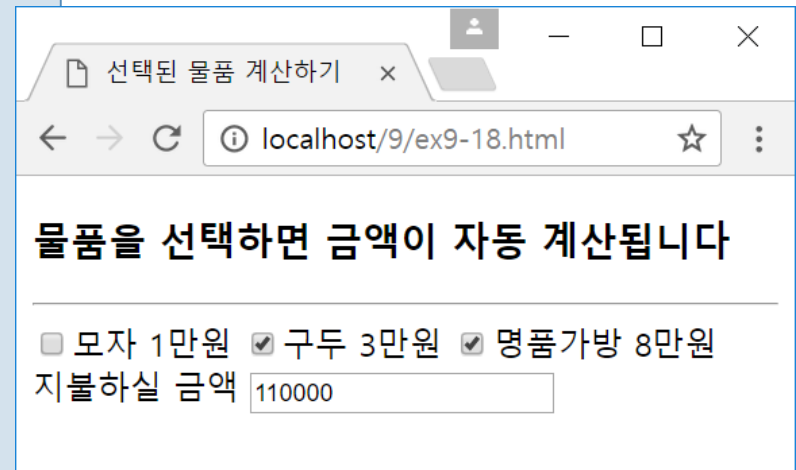 선택된 물품 계산하기
localhost/9/ex9-18.html
물품을 선택하면 금액이 자동 계산됩니다
모자 1만원 구두 3만원 명품가방 8만원
지불하실 금액 110000